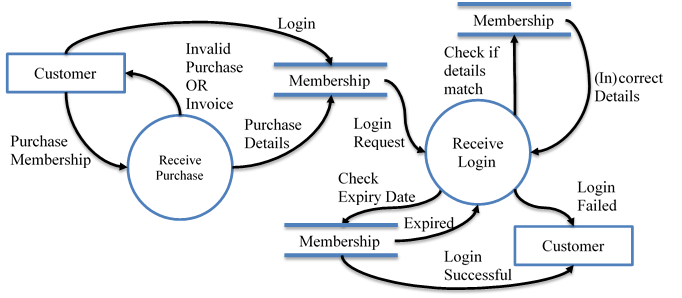 Login
Membership
Customer
Invalid
Purchase
OR
Invoice
Membership
Check if
details
match
(In)correct
Details
Purchase
Membership
Receive
Purchase
Purchase
Details
Login
Request
Receive
Login
Check
Expiry Date
Login
Failed
Membership
Expired
Customer
Login
Successful